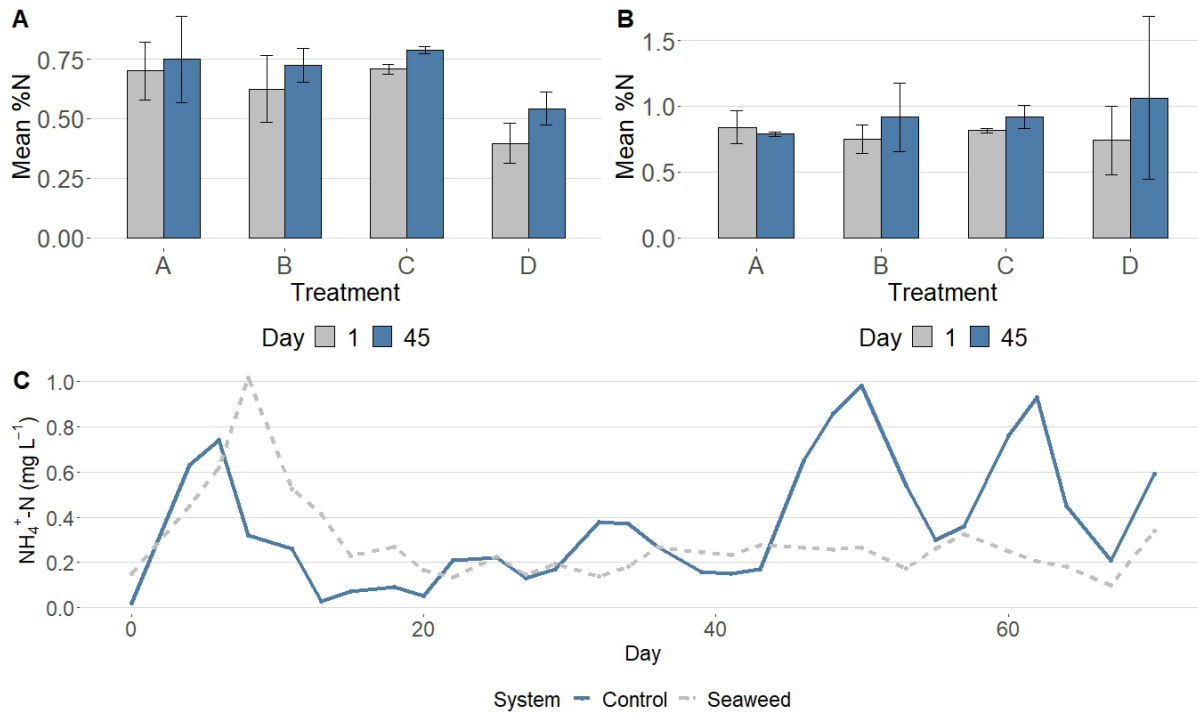 A
Mean %N
0.75
0.50
0.25
0.00
A B C D
Treatment
Day 1 45
B
Mean %N
1.5
1.0
0.5
0.0
A B C D
Treatment
Day 1 45
C
NH₄⁺-N (mg L⁻¹)
1.0
0.8
0.6
0.4
0.2
0.0
0 20 40 60
Day
System Control Seaweed